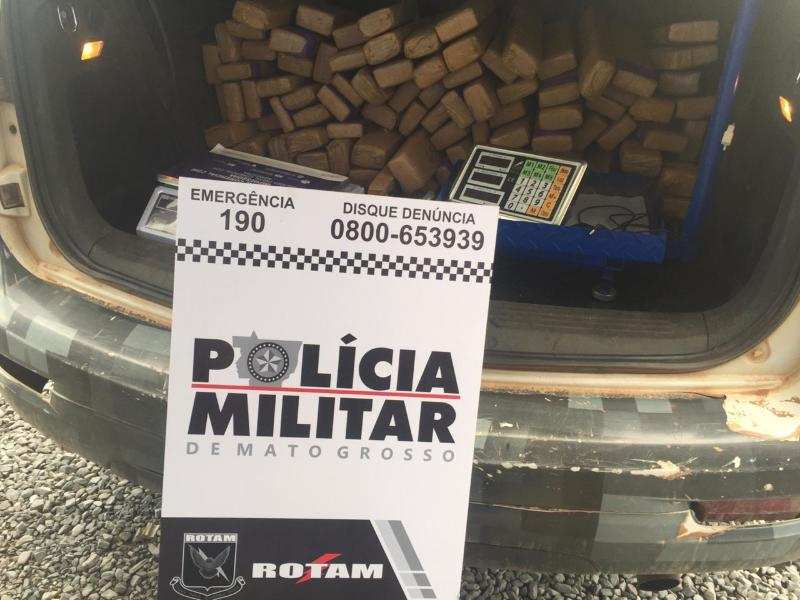 EMERGÊNCIA
190
DISQUE DENÚNCIA
0800-653939
POLÍCIA
MILITAR
DE MATO GROSSO
ROTAM
ROTAM